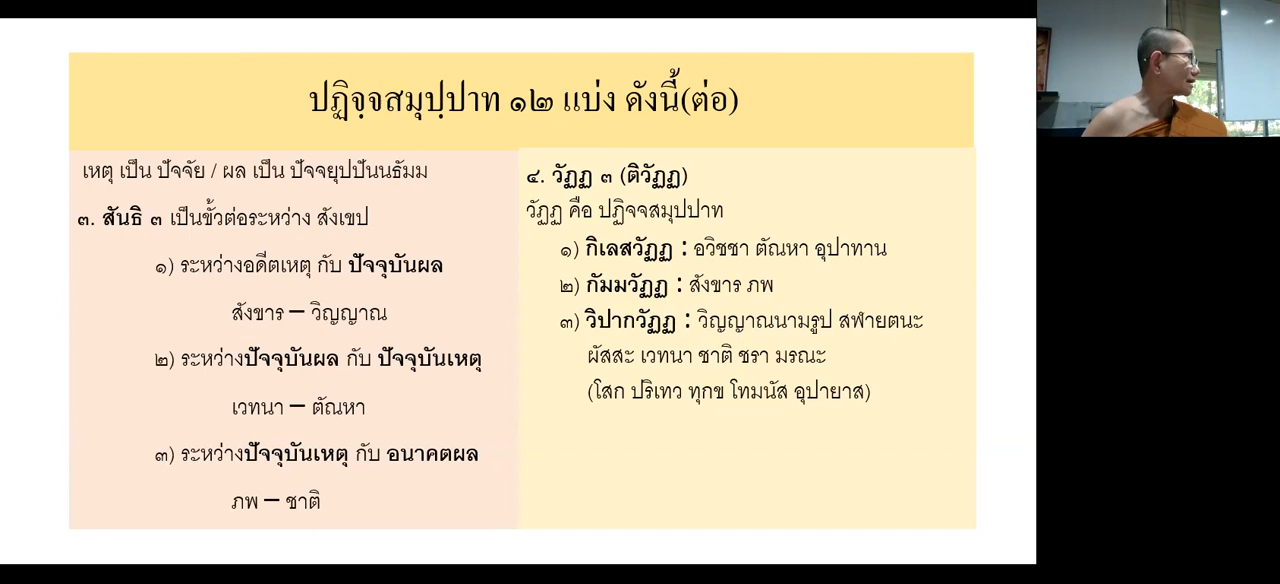 ปฏิจฺจสมุปฺปาท ๑๒ แบ่ง ดังนี้(ต่อ)
เหตุ เป็น ปัจจัย / ผล เป็น ปัจจยุปปันนธัมม
๓. สันธิ ๓ เป็นขั้วต่อระหว่าง สังเขป
๑) ระหว่างอดีตเหตุ กับ ปัจจุบันผล
สังขาร – วิญญาณ
๒) ระหว่างปัจจุบันผล กับ ปัจจุบันเหตุ
เวทนา – ตัณหา
๓) ระหว่างปัจจุบันเหตุ กับ อนาคตผล
ภพ – ชาติ
๔. วัฏฏ ๓ (ติวัฏฏ)
วัฏฏ คือ ปฏิจจสมุปปาท
๑) กิเลสวัฏฏ : อวิชชา ตัณหา อุปาทาน
๒) กัมมวัฏฏ : สังขาร ภพ
๓) วิปากวัฏฏ : วิญญาณนามรูป สฬายตนะ
ผัสสะ เวทนา ชาติ ชรา มรณะ
(โสก ปริเทว ทุกข โทมนัส อุปายาส)